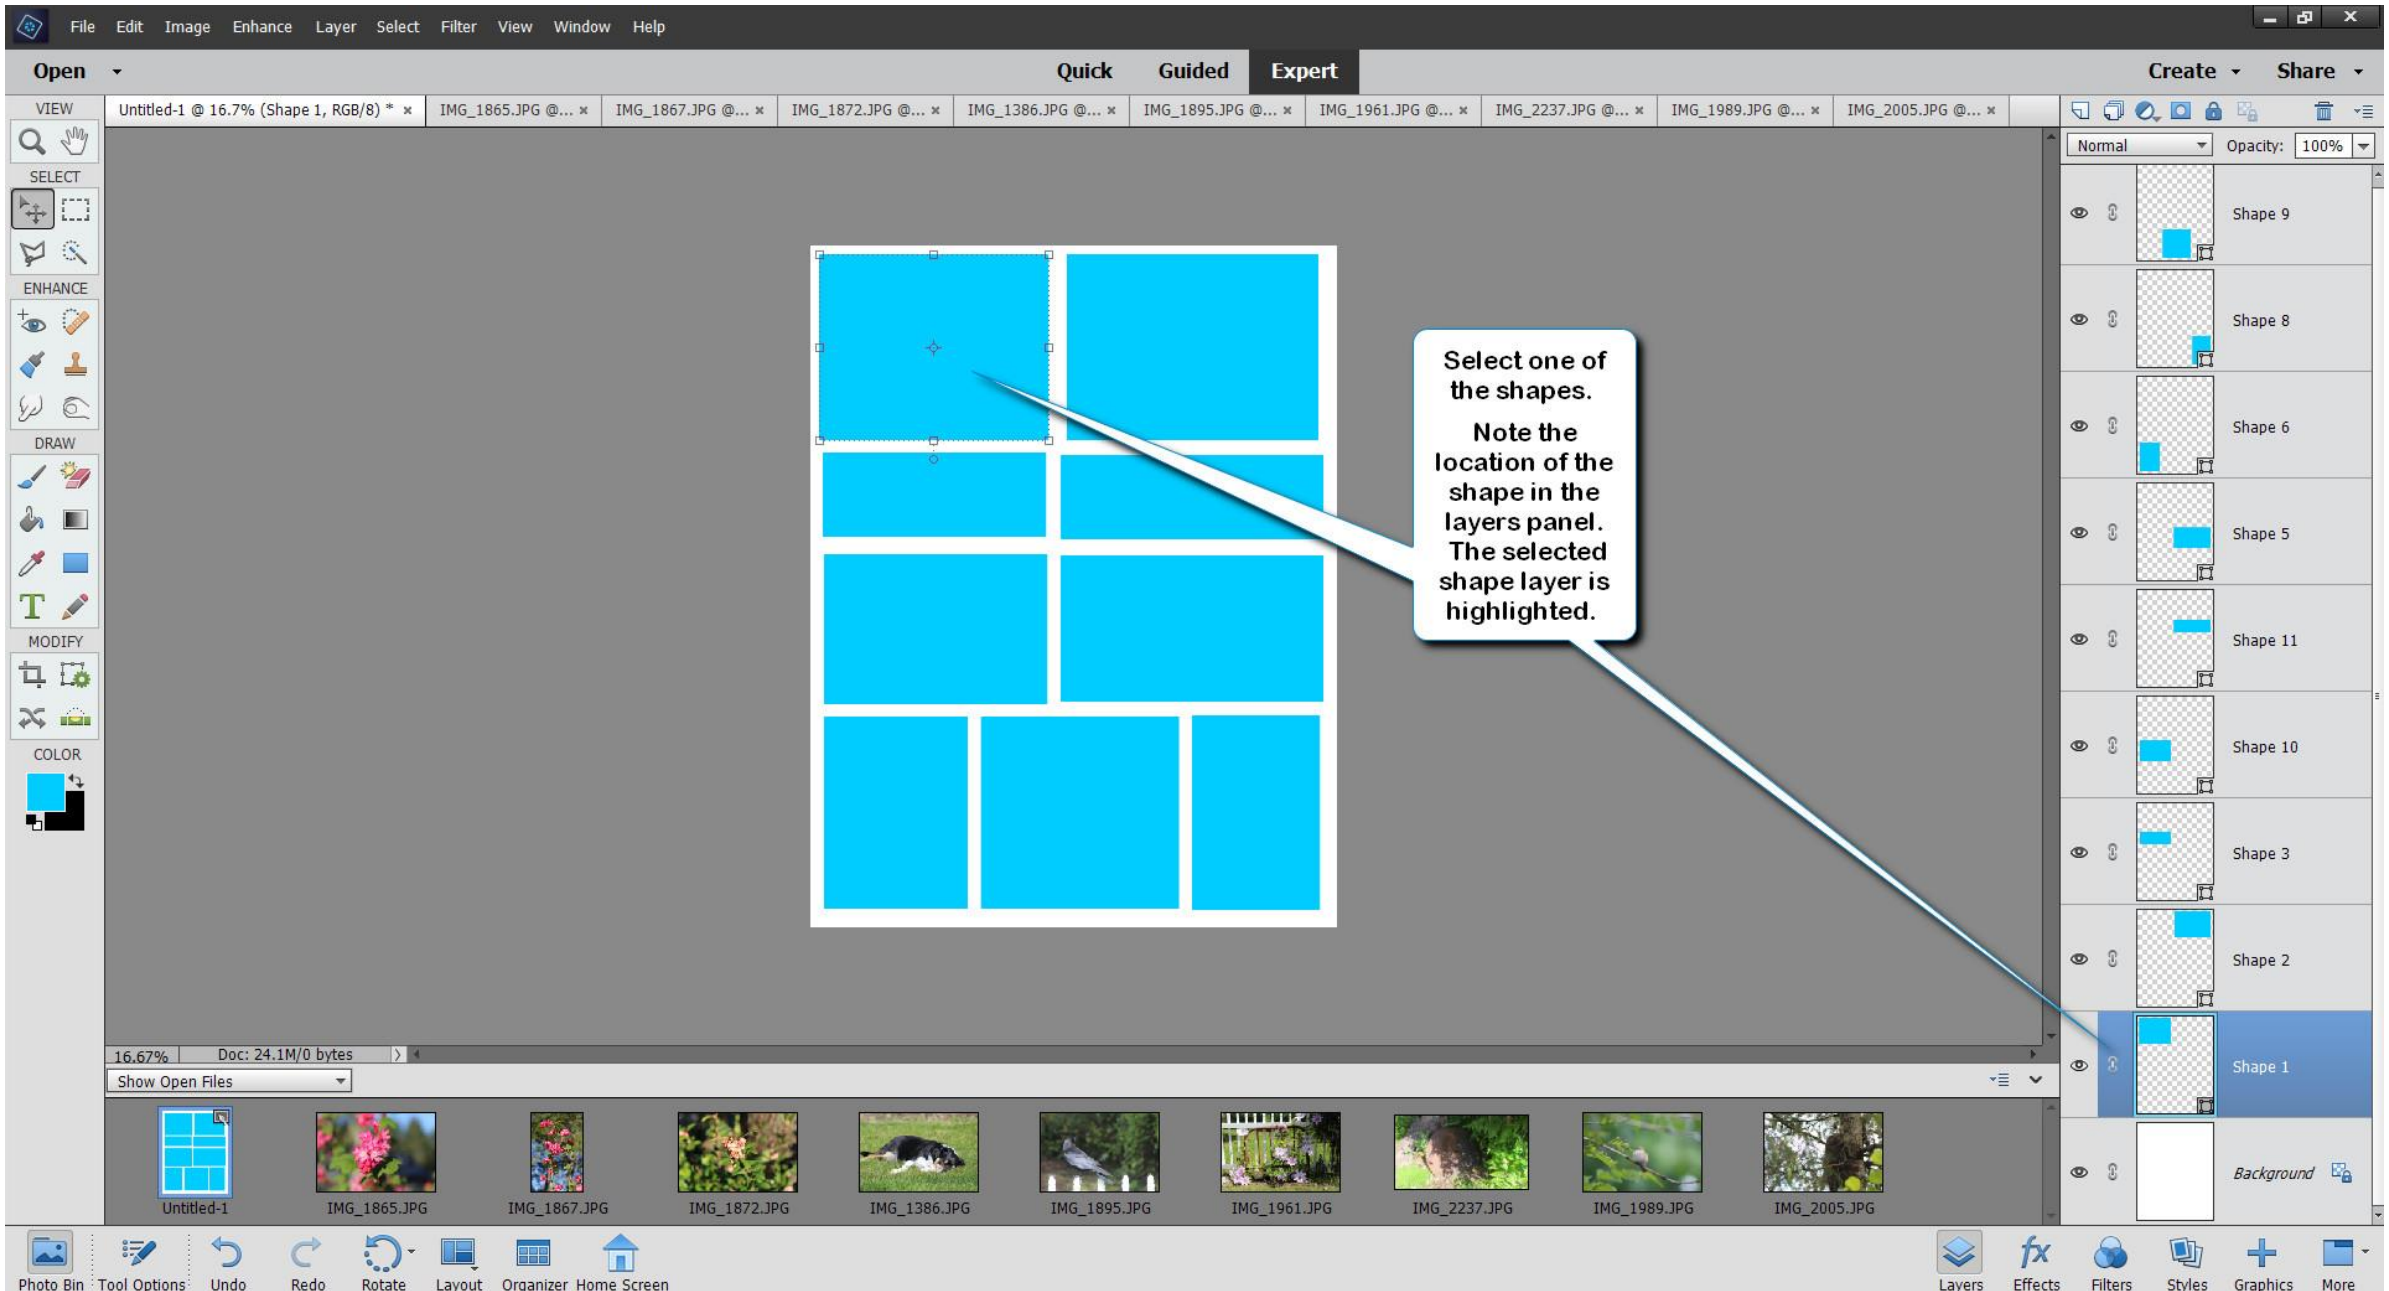 File Edit Image Enhance Layer Select Filter View Window Help
Open Quick Guided Expert Create Share
VIEW
Untitled-1 @ 16.7% (Shape 1, RGB/8) * × IMG_1865.JPG @... × IMG_1867.JPG @... × IMG_1872.JPG @... × IMG_1386.JPG @... × IMG_1895.JPG @... × IMG_1961.JPG @... × IMG_2237.JPG @... × IMG_1989.JPG @... × IMG_2005.JPG @... ×
Normal Opacity: 100%
SELECT
ENHANCE
DRAW
T
MODIFY
COLOR
Select one of
the shapes.
Note the
location of the
shape in the
layers panel.
The selected
shape layer is
highlighted.
Shape 9
Shape 8
Shape 6
Shape 5
Shape 11
Shape 10
Shape 3
Shape 2
Shape 1
Background
16.67% Doc: 24.1M/0 bytes
Show Open Files
Untitled-1 IMG_1865.JPG IMG_1867.JPG IMG_1872.JPG IMG_1386.JPG IMG_1895.JPG IMG_1961.JPG IMG_2237.JPG IMG_1989.JPG IMG_2005.JPG
fx
Photo Bin Tool Options Undo Redo Rotate Layout Organizer Home Screen Layers Effects Filters Styles Graphics More